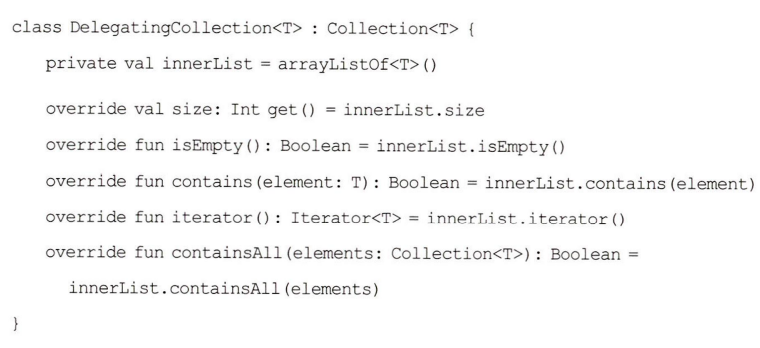 class DelegatingCollection<T> : Collection<T> {
private val innerList = arrayListOf<T>()
override val size: Int get() = innerList.size
override fun isEmpty(): Boolean = innerList.isEmpty()
override fun contains(element: T): Boolean = innerList.contains(element)
override fun iterator(): Iterator<T> = innerList.iterator()
override fun containsAll(elements: Collection<T>): Boolean =
innerList.containsAll(elements)
}